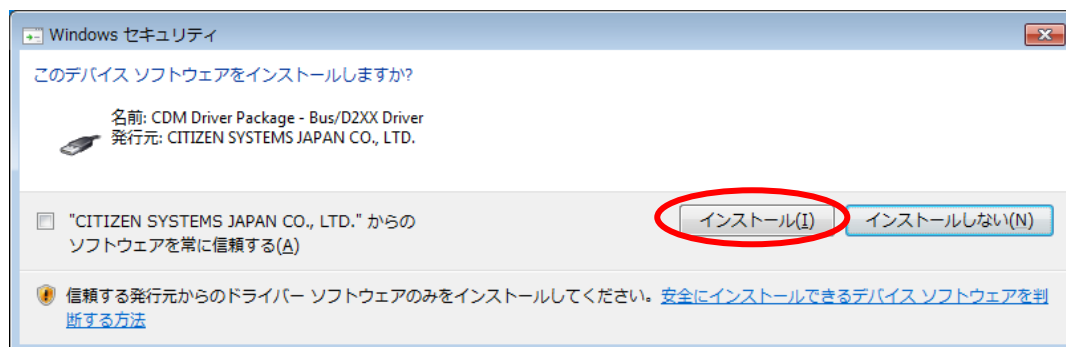 Windows セキュリティ
このデバイス ソフトウェアをインストールしますか?
名前: CDM Driver Package - Bus/D2XX Driver
発行元: CITIZEN SYSTEMS JAPAN CO., LTD.
"CITIZEN SYSTEMS JAPAN CO., LTD." からの
ソフトウェアを常に信頼する(A)
インストール(I)
インストールしない(N)
信頼する発行元からのドライバー ソフトウェアのみをインストールしてください。安全にインストールできるデバイス ソフトウェアを判
断する方法